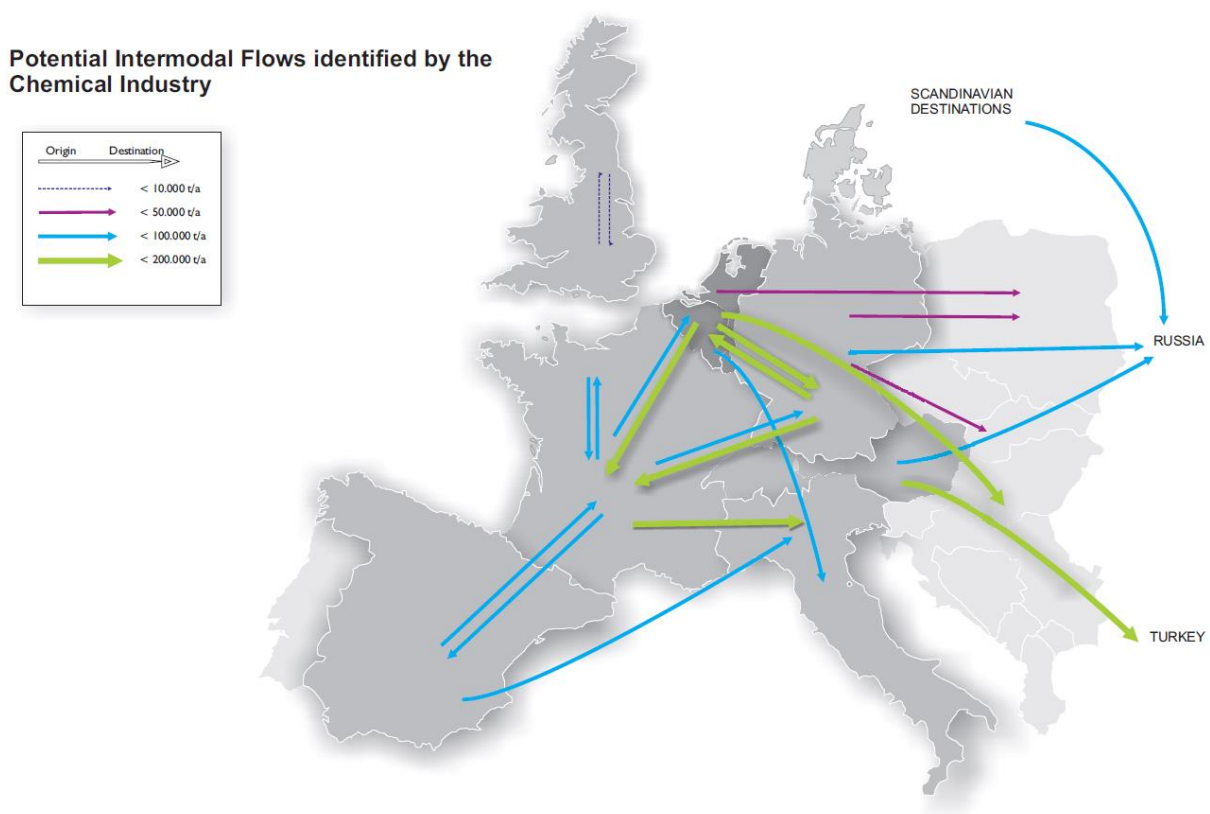 Potential Intermodal Flows identified by the
Chemical Industry
Origin Destination
< 10.000 t/a
< 50.000 t/a
< 100.000 t/a
< 200.000 t/a
SCANDINAVIAN
DESTINATIONS
RUSSIA
TURKEY